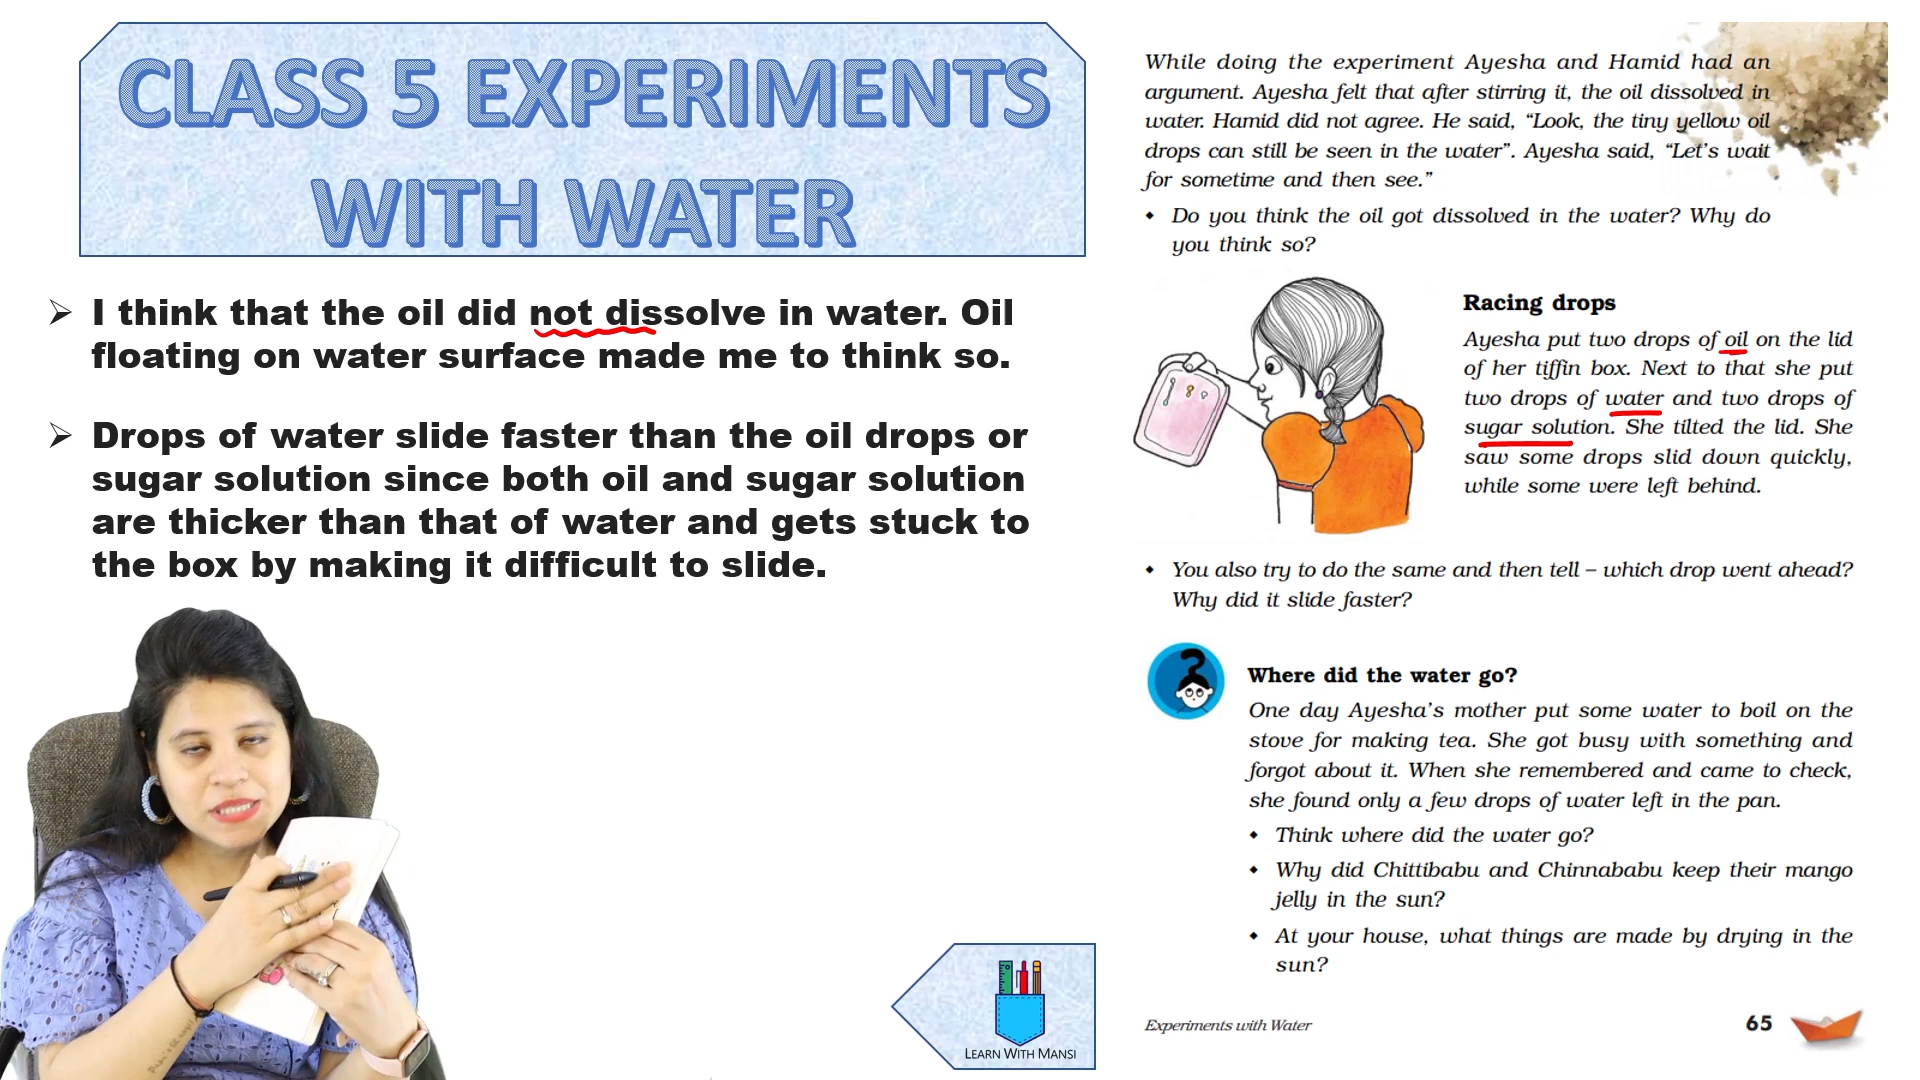 CLASS 5 EXPERIMENTS
WITH WATER
I think that the oil did not dissolve in water. Oil
floating on water surface made me to think so.
Drops of water slide faster than the oil drops or
sugar solution since both oil and sugar solution
are thicker than that of water and gets stuck to
the box by making it difficult to slide.
LEARN WITH MANSI
While doing the experiment Ayesha and Hamid had an
argument. Ayesha felt that after stirring it, the oil dissolved in
water. Hamid did not agree. He said, “Look, the tiny yellow oil
drops can still be seen in the water”. Ayesha said, “Let’s wait
for sometime and then see.”
• Do you think the oil got dissolved in the water? Why do
you think so?
Racing drops
Ayesha put two drops of oil on the lid
of her tiffin box. Next to that she put
two drops of water and two drops of
sugar solution. She tilted the lid. She
saw some drops slid down quickly,
while some were left behind.
• You also try to do the same and then tell – which drop went ahead?
Why did it slide faster?
Where did the water go?
One day Ayesha’s mother put some water to boil on the
stove for making tea. She got busy with something and
forgot about it. When she remembered and came to check,
she found only a few drops of water left in the pan.
• Think where did the water go?
• Why did Chittibabu and Chinnababu keep their mango
jelly in the sun?
• At your house, what things are made by drying in the
sun?
Experiments with Water
65